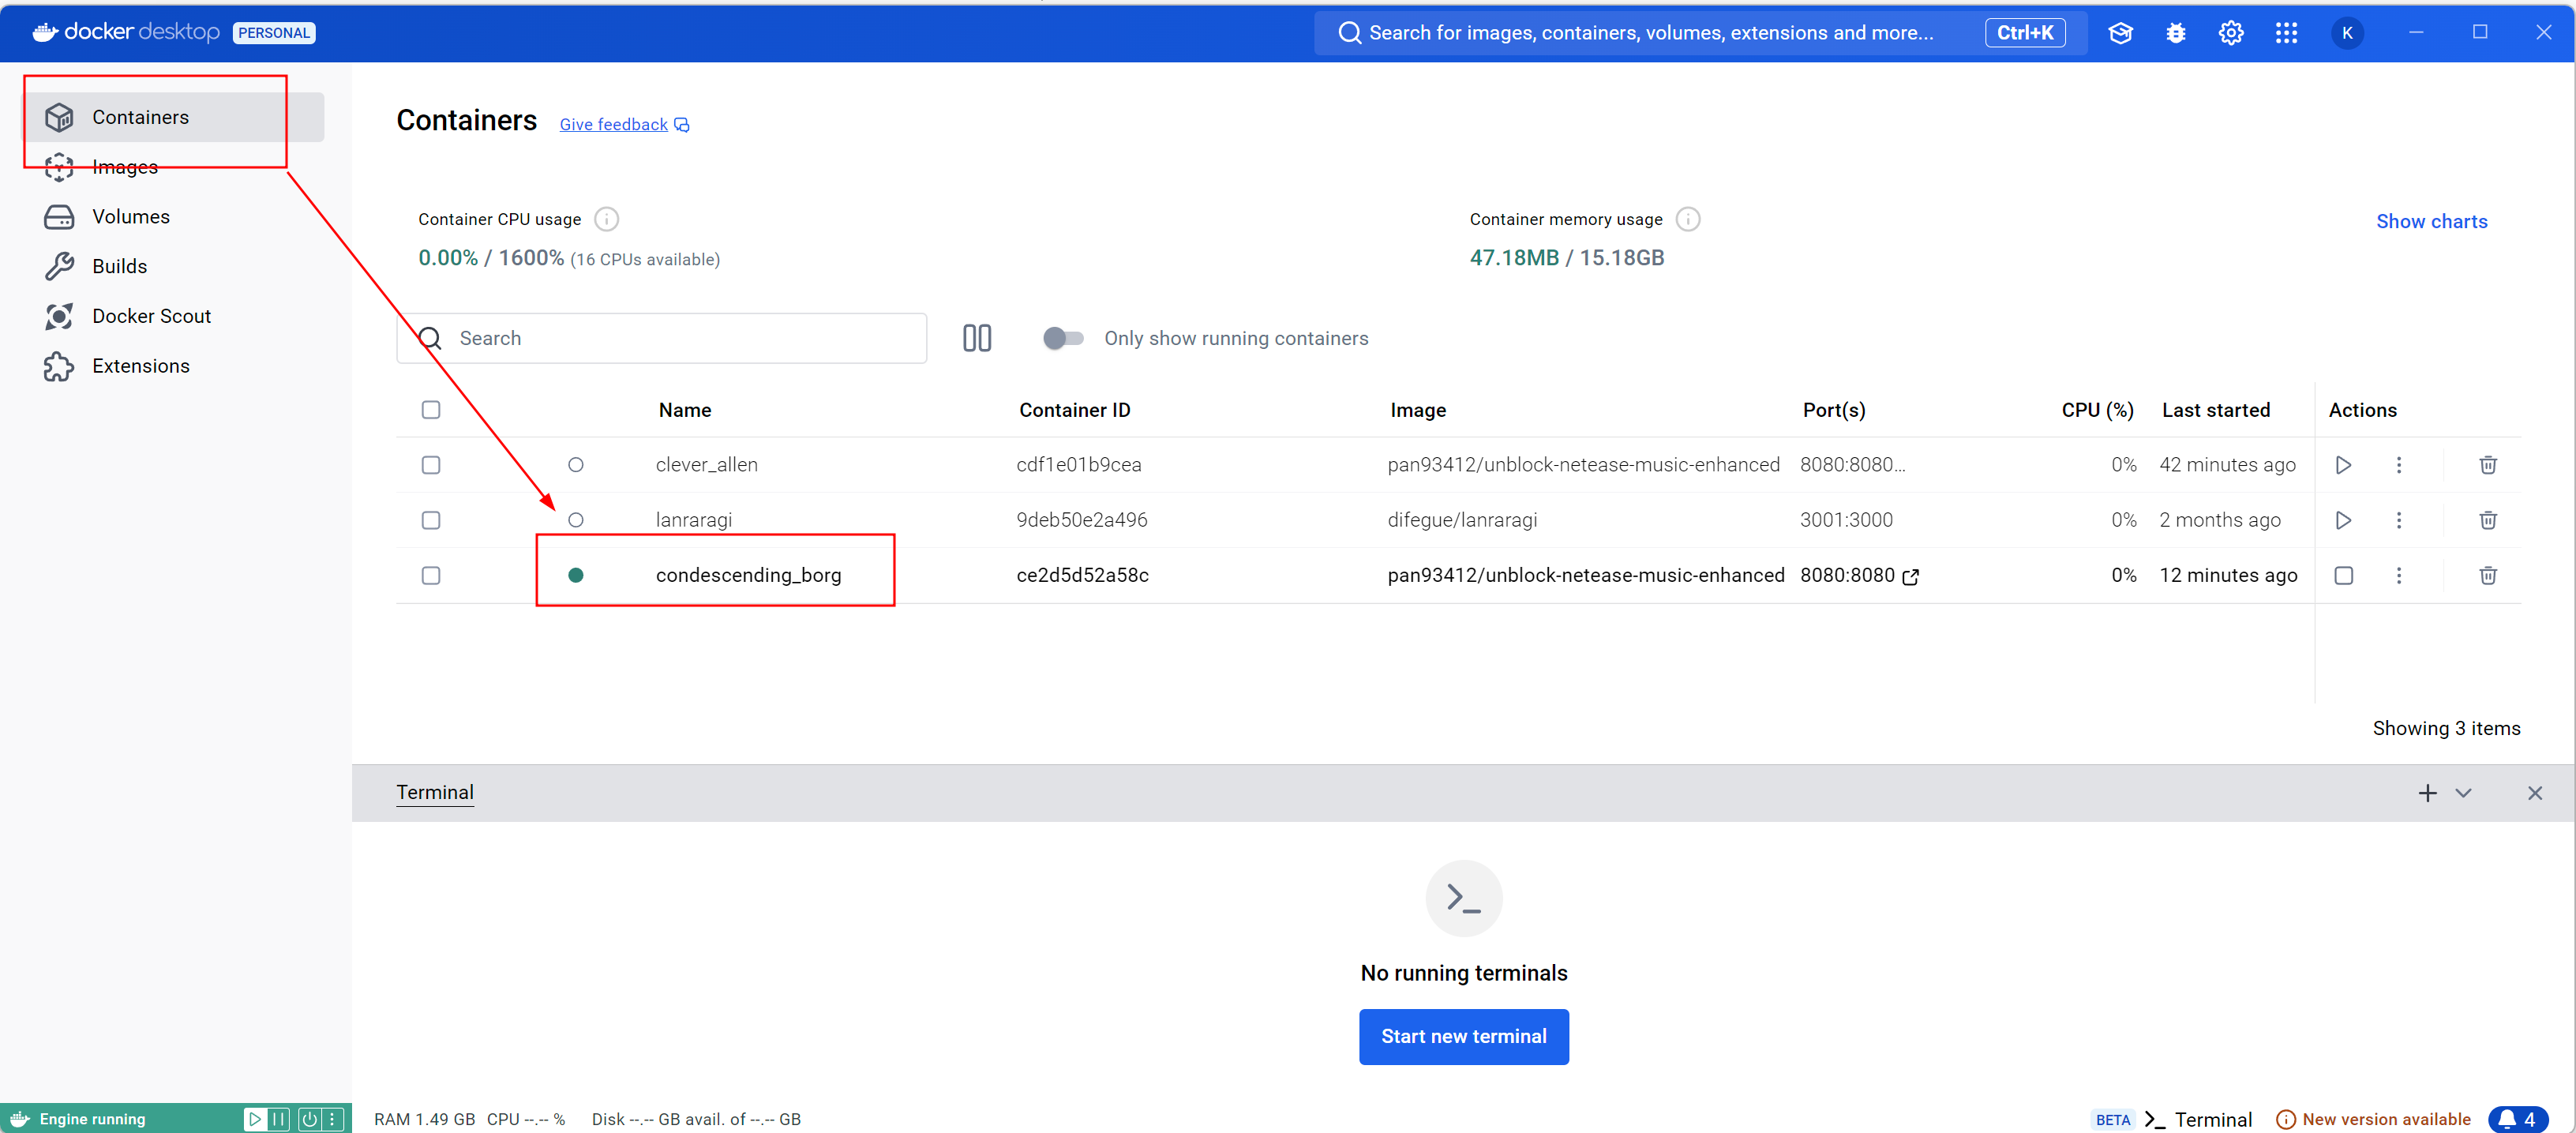 docker desktop PERSONAL
Search for images, containers, volumes, extensions and more... Ctrl+K
K
Containers
Images
Volumes
Builds
Docker Scout
Extensions
Containers Give feedback
Container CPU usage
0.00% / 1600% (16 CPUs available)
Container memory usage
47.18MB / 15.18GB
Show charts
Search
Only show running containers
Name Container ID Image Port(s) CPU (%) Last started Actions
clever_allen cdf1e01b9cea pan93412/unblock-netease-music-enhanced 8080:8080... 0% 42 minutes ago
lanraragi 9deb50e2a496 difegue/lanraragi 3001:3000 0% 2 months ago
condescending_borg ce2d5d52a58c pan93412/unblock-netease-music-enhanced 8080:8080 0% 12 minutes ago
Showing 3 items
Terminal
No running terminals
Start new terminal
Engine running
RAM 1.49 GB CPU --.-- % Disk --.-- GB avail. of --.-- GB
BETA Terminal New version available 4